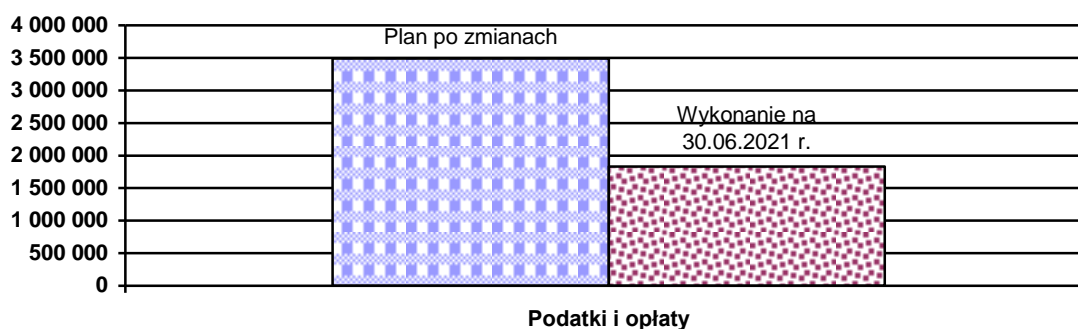 4 000 000
3 500 000
3 000 000
2 500 000
2 000 000
1 500 000
1 000 000
500 000
0
Plan po zmianach
Wykonanie na
30.06.2021 r.
Podatki i opłaty